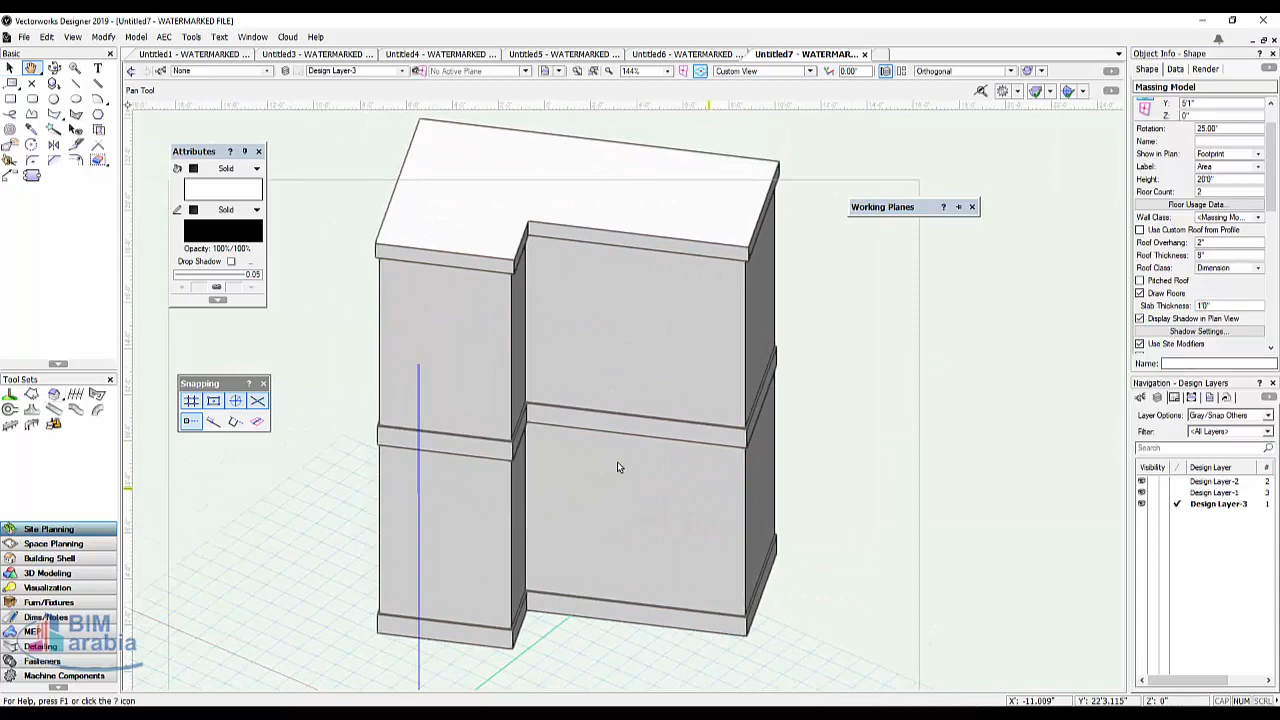 Vectorworks Designer 2019 - [Untitled7 - WATERMARKED FILE]
File Edit View Modify Model AEC Tools Text Window Cloud Help
Basic
Untitled1 - WATERMARKED ... Untitled3 - WATERMARKED ... Untitled4 - WATERMARKED ... Untitled5 - WATERMARKED ... Untitled6 - WATERMARKED ... Untitled7 - WATERMAR...
None Design Layer-3 No Active Plane 144% Custom View 0.00° Orthogonal
Pan Tool
Attributes
Solid
Solid
Opacity: 100%/100%
Drop Shadow
0.05
Snapping
Working Planes
Tool Sets
Site Planning
Space Planning
Building Shell
3D Modeling
Visualization
Furn/Fixtures
Dims/Notes
MEP
Detailing
Fasteners
Machine Components
BIM
arabia
Object Info - Shape
Shape Data Render
Massing Model
Y: 5'1"
Z: 0"
Rotation: 25.00°
Name:
Show in Plan: Footprint
Label: Area
Height: 20'0"
Floor Count: 2
Floor Usage Data...
Wall Class: <Massing Mo...
Use Custom Roof from Profile
Roof Overhang: 2"
Roof Thickness: 9"
Roof Class: Dimension
Pitched Roof
Draw Floors
Slab Thickness: 1'0"
Display Shadow in Plan View
Shadow Settings...
Use Site Modifiers
Name:
Navigation - Design Layers
Layer Options: Gray/Snap Others
Filter: <All Layers>
Search
Visibility Design Layer #
Design Layer-2 2
Design Layer-1 3
Design Layer-3 1
For Help, press F1 or click the ? icon
X': -11.009" Y': 22'3.115" Z': 0" CAP NUM SCRL